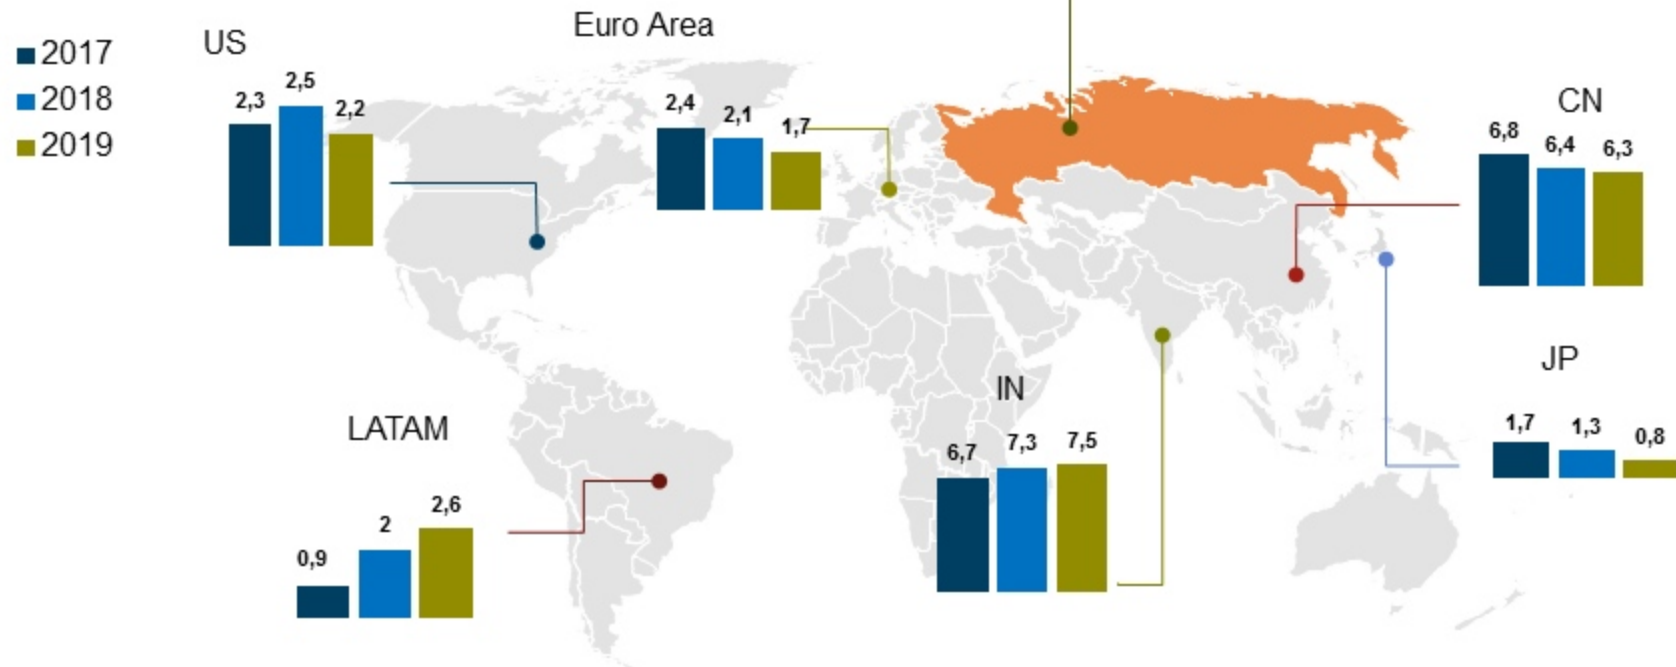 2017
2018
2019
US
2,3 2,5 2,2
Euro Area
2,4 2,1 1,7
CN
6,8 6,4 6,3
JP
1,7 1,3 0,8
IN
6,7 7,3 7,5
LATAM
0,9 2 2,6